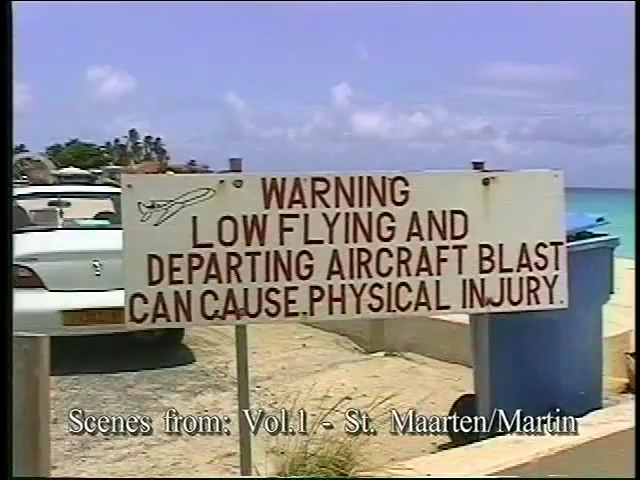 WARNING
LOW FLYING AND
DEPARTING AIRCRAFT BLAST
CAN CAUSE PHYSICAL INJURY.
Scenes from: Vol.1 - St. Maarten/Martin